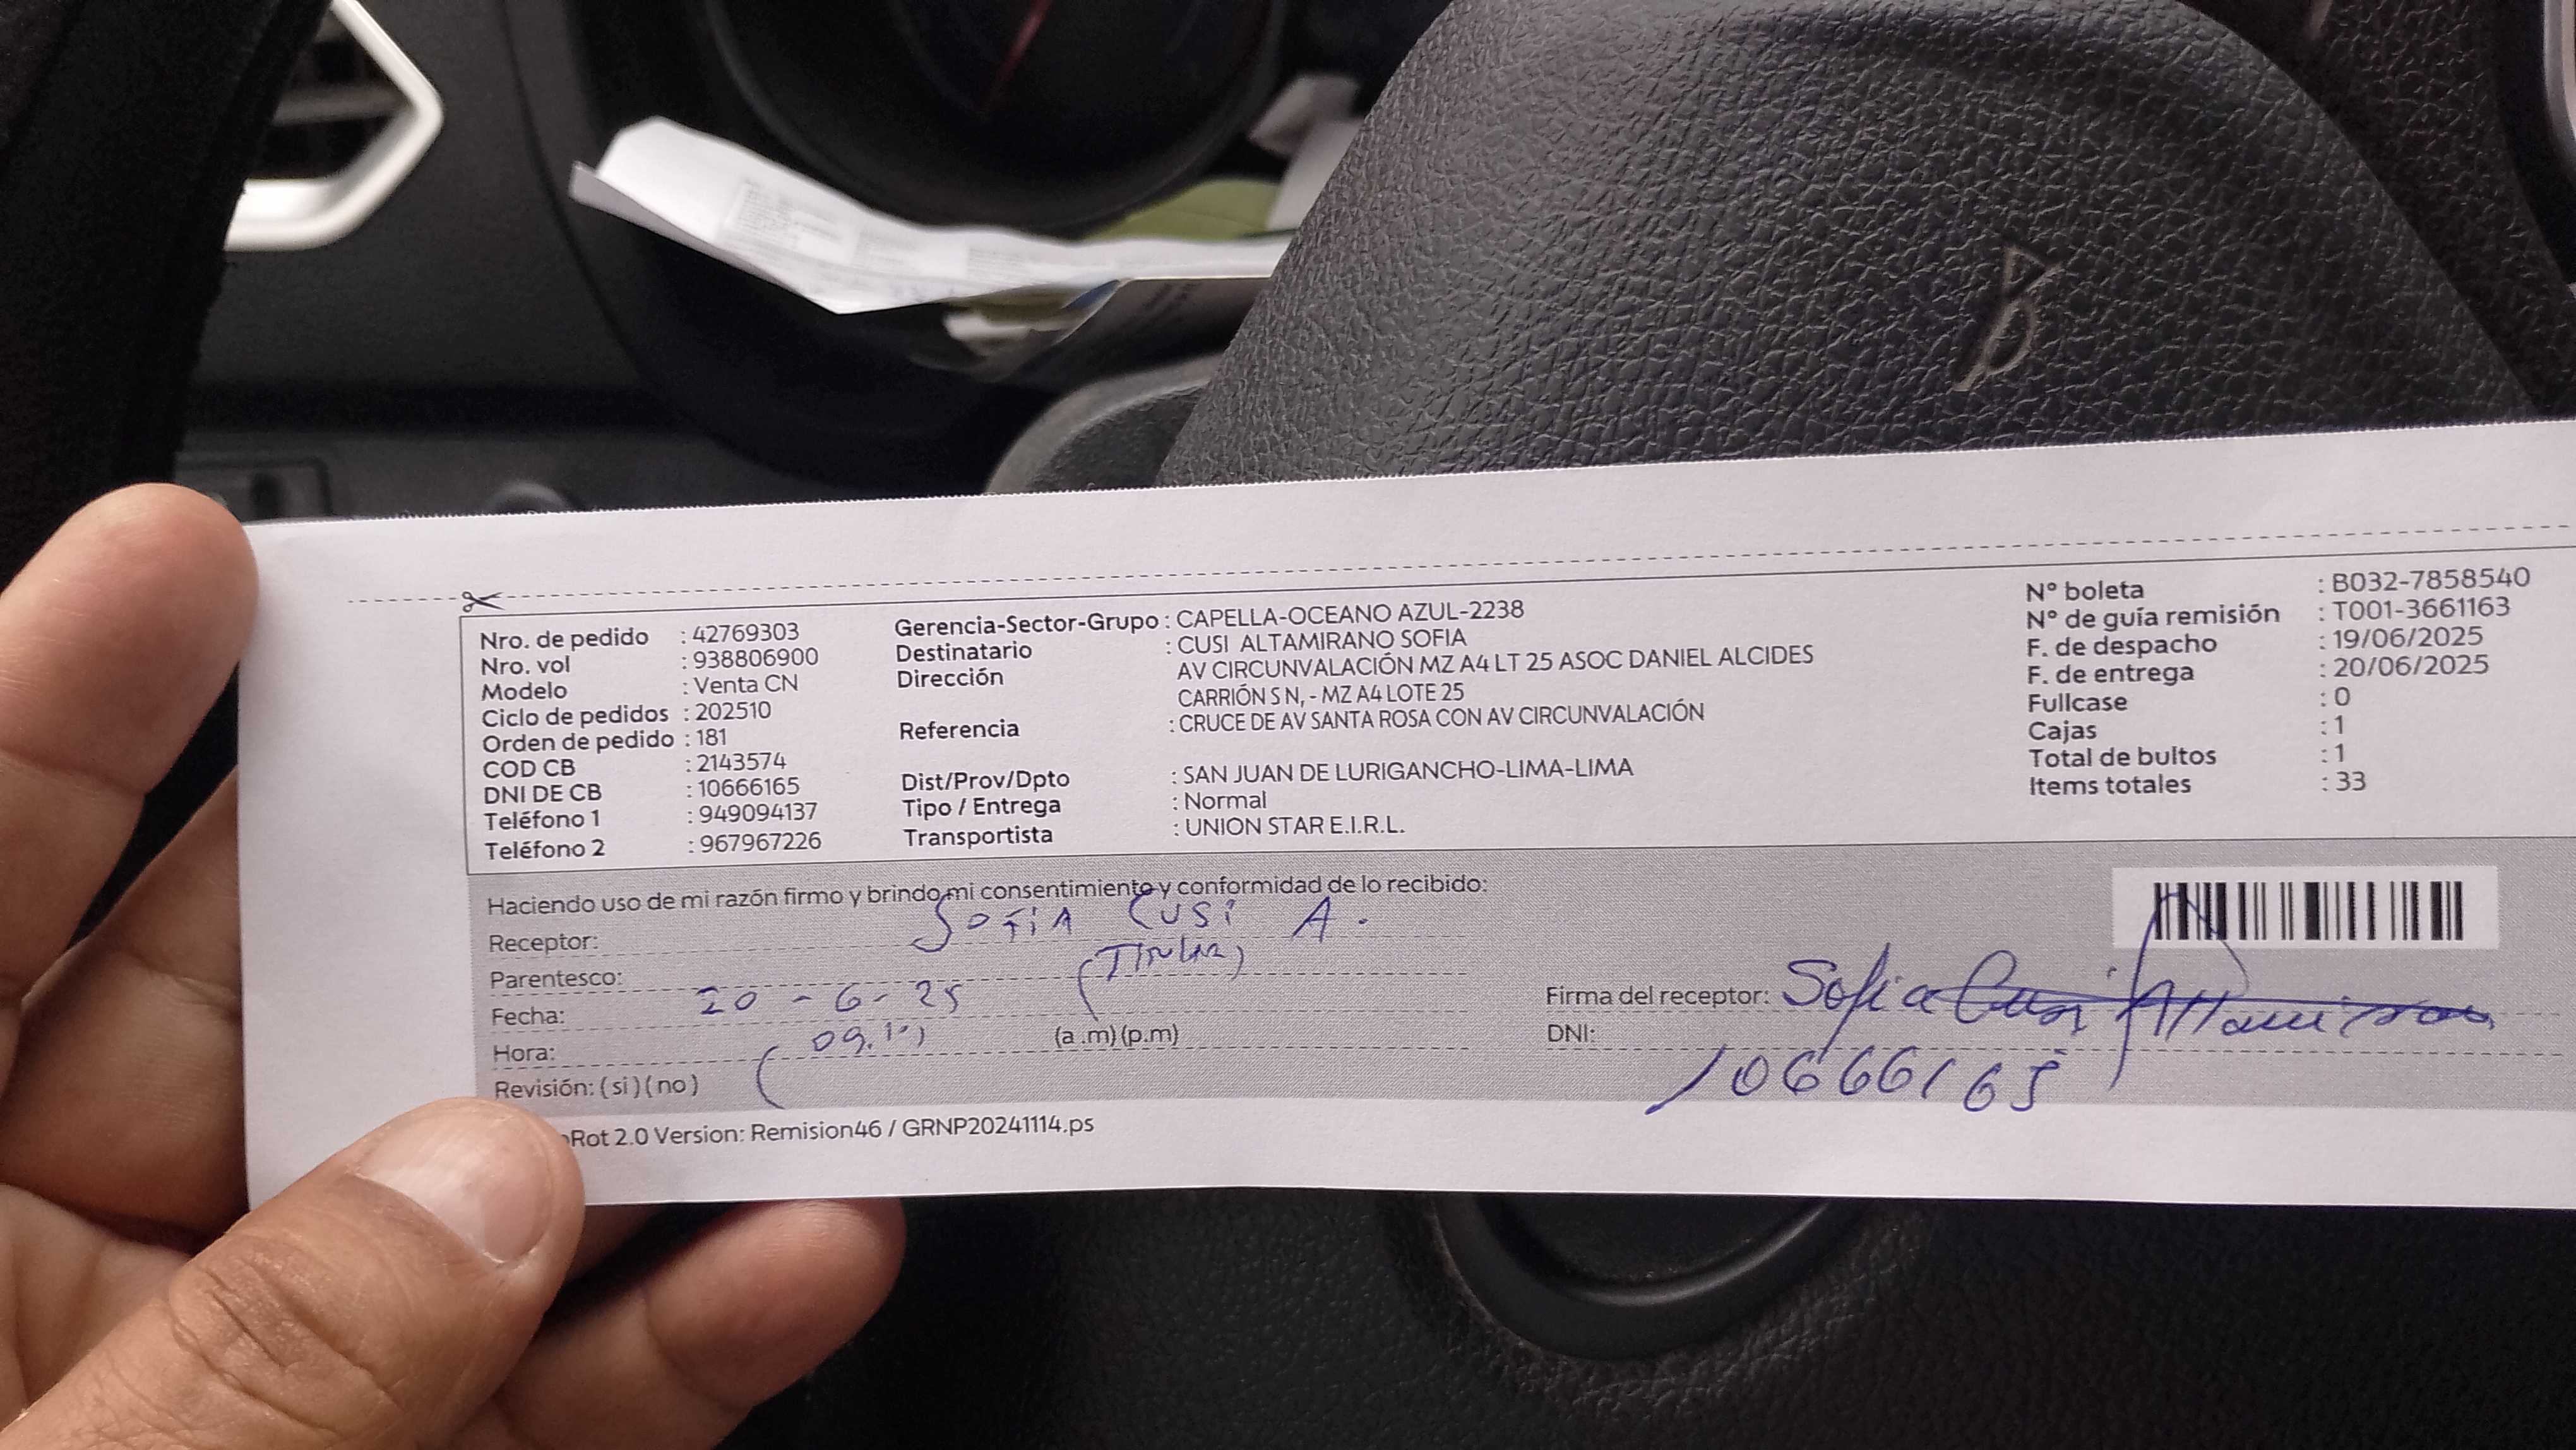 Nro. de pedido : 42769303
Nro. vol : 938806900
Modelo : Venta CN
Ciclo de pedidos : 202510
Orden de pedido : 181
COD CB : 2143574
DNI DE CB : 10666165
Teléfono 1 : 949094137
Teléfono 2 : 967967226
Gerencia-Sector-Grupo : CAPELLA-OCEANO AZUL-2238
Destinatario : CUSI ALTAMIRANO SOFIA
Dirección AV CIRCUNVALACIÓN MZ A4 LT 25 ASOC DANIEL ALCIDES
CARRIÓN S N, - MZ A4 LOTE 25
Referencia : CRUCE DE AV SANTA ROSA CON AV CIRCUNVALACIÓN
Dist/Prov/Dpto : SAN JUAN DE LURIGANCHO-LIMA-LIMA
Tipo / Entrega : Normal
Transportista : UNION STAR E.I.R.L.
N° boleta : B032-7858540
N° de guía remisión : T001-3661163
F. de despacho : 19/06/2025
F. de entrega : 20/06/2025
Fullcase : 0
Cajas : 1
Total de bultos : 1
Items totales : 33
Haciendo uso de mi razón firmo y brindo mi consentimiento y conformidad de lo recibido:
Receptor: SOFIA CUSI A.
Parentesco: (TITULAR)
Fecha: 20 - 6 - 25
Hora: (a .m) (p.m)
Revisión: ( si ) ( no )
Firma del receptor: Sofia Cusi Altamirano
DNI: 10666165
Rot 2.0 Version: Remision46 / GRNP20241114.ps